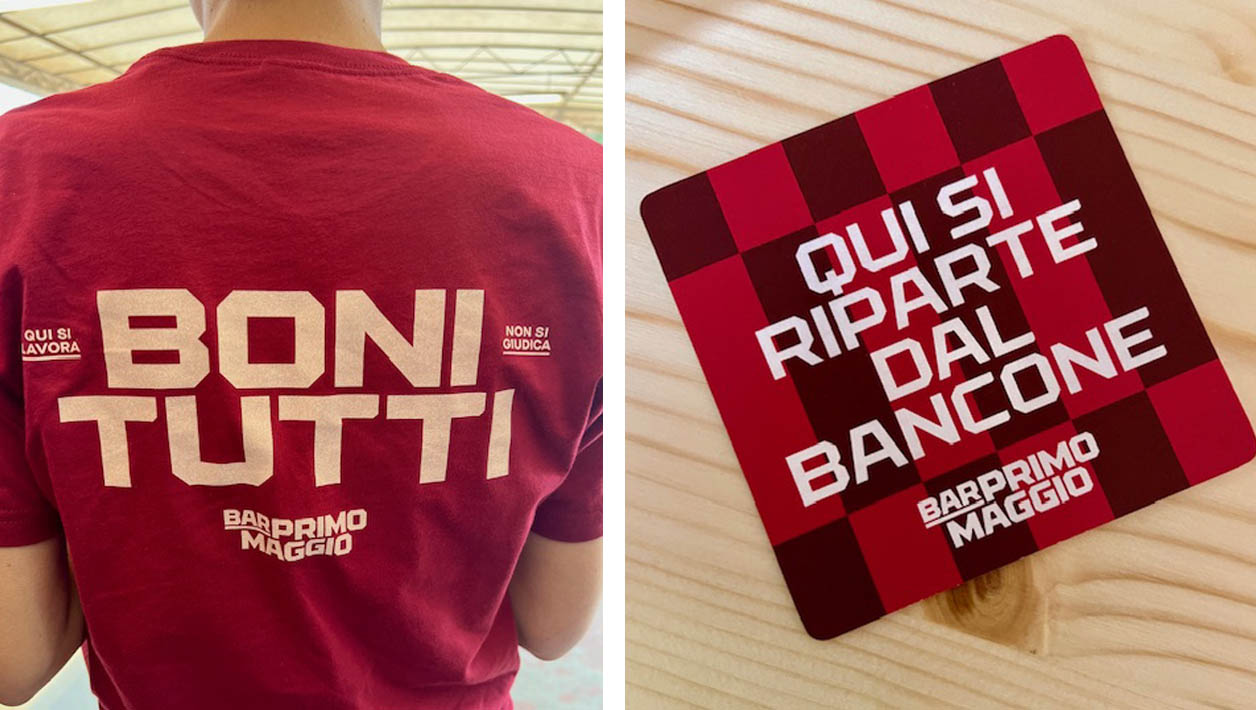 BONI
TUTTI
QUI SI
LAVORA
NON SI
GIUDICA
BARPRIMO
MAGGIO
QUI SI
RIPARTE
DAL
BANCONE
BARPRIMO
MAGGIO